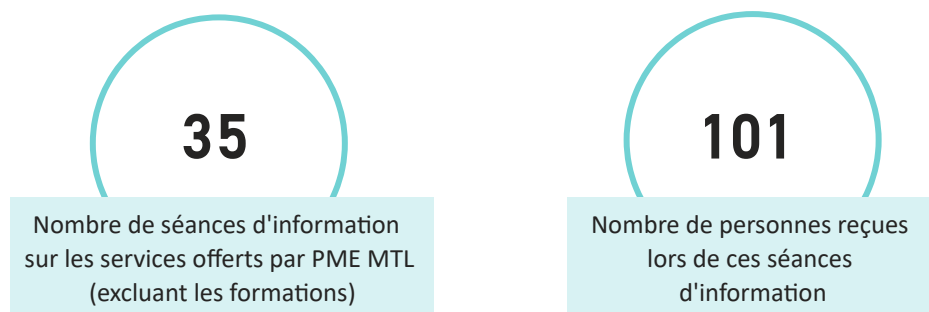 35
Nombre de séances d'information
sur les services offerts par PME MTL
(excluant les formations)
101
Nombre de personnes reçues
lors de ces séances
d'information